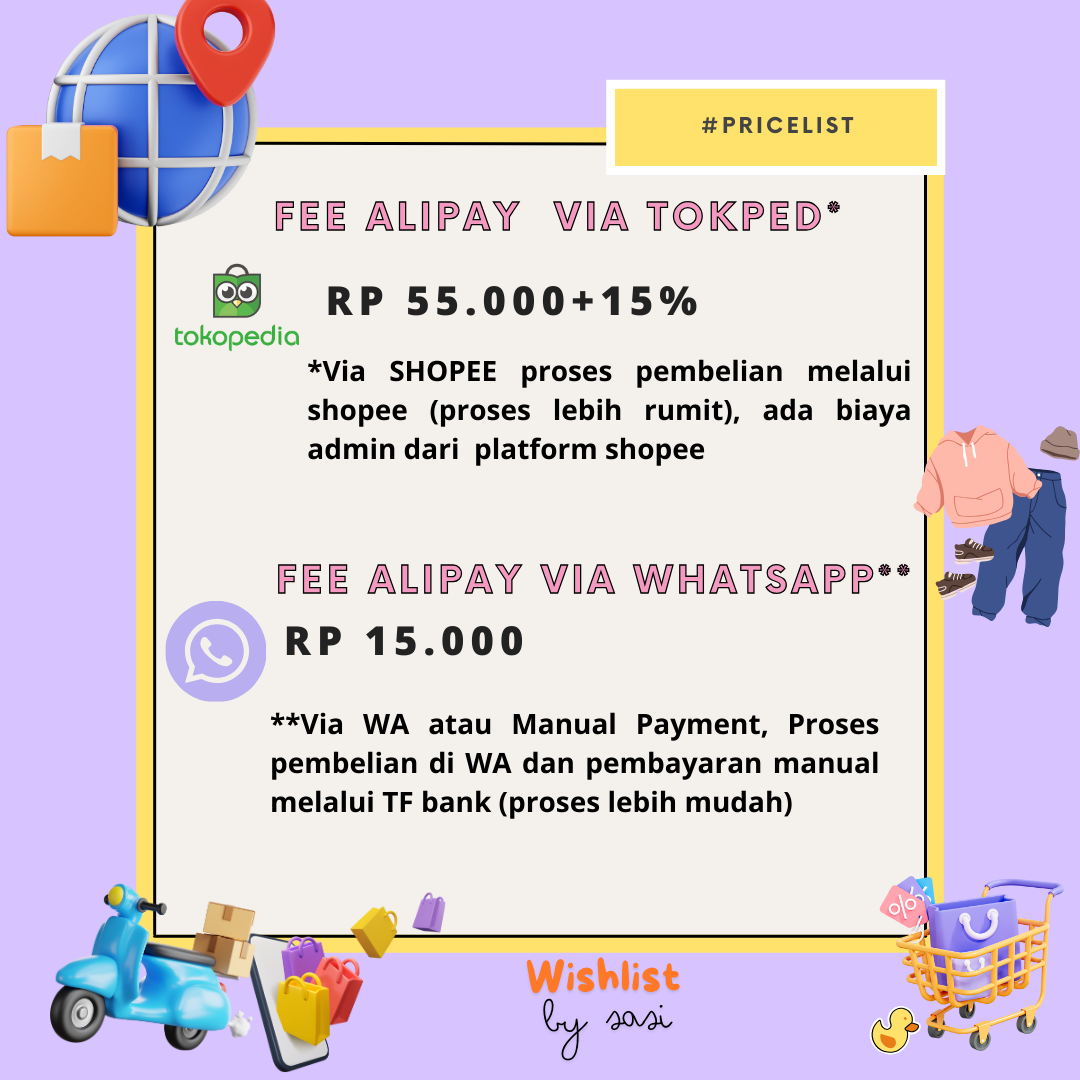 #PRICELIST
FEE ALIPAY VIA TOKPED*
tokopedia
RP 55.000+15%
*Via SHOPEE proses pembelian melalui
shopee (proses lebih rumit), ada biaya
admin dari platform shopee
FEE ALIPAY VIA WHATSAPP**
RP 15.000
**Via WA atau Manual Payment, Proses
pembelian di WA dan pembayaran manual
melalui TF bank (proses lebih mudah)
%
Wishlist
by sasi